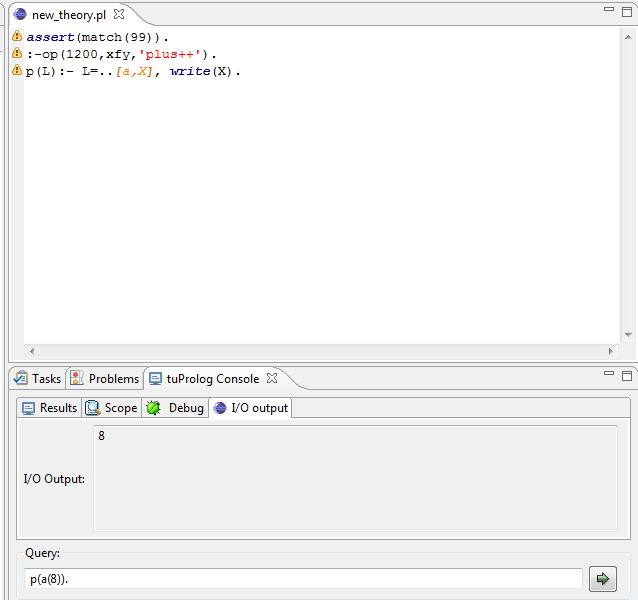 new_theory.pl
assert(match(99)).
:-op(1200,xfy,'plus++').
p(L):- L=..[a,X], write(X).
Tasks Problems tuProlog Console
Results Scope Debug I/O output
8
I/O Output:
Query:
p(a(8)).